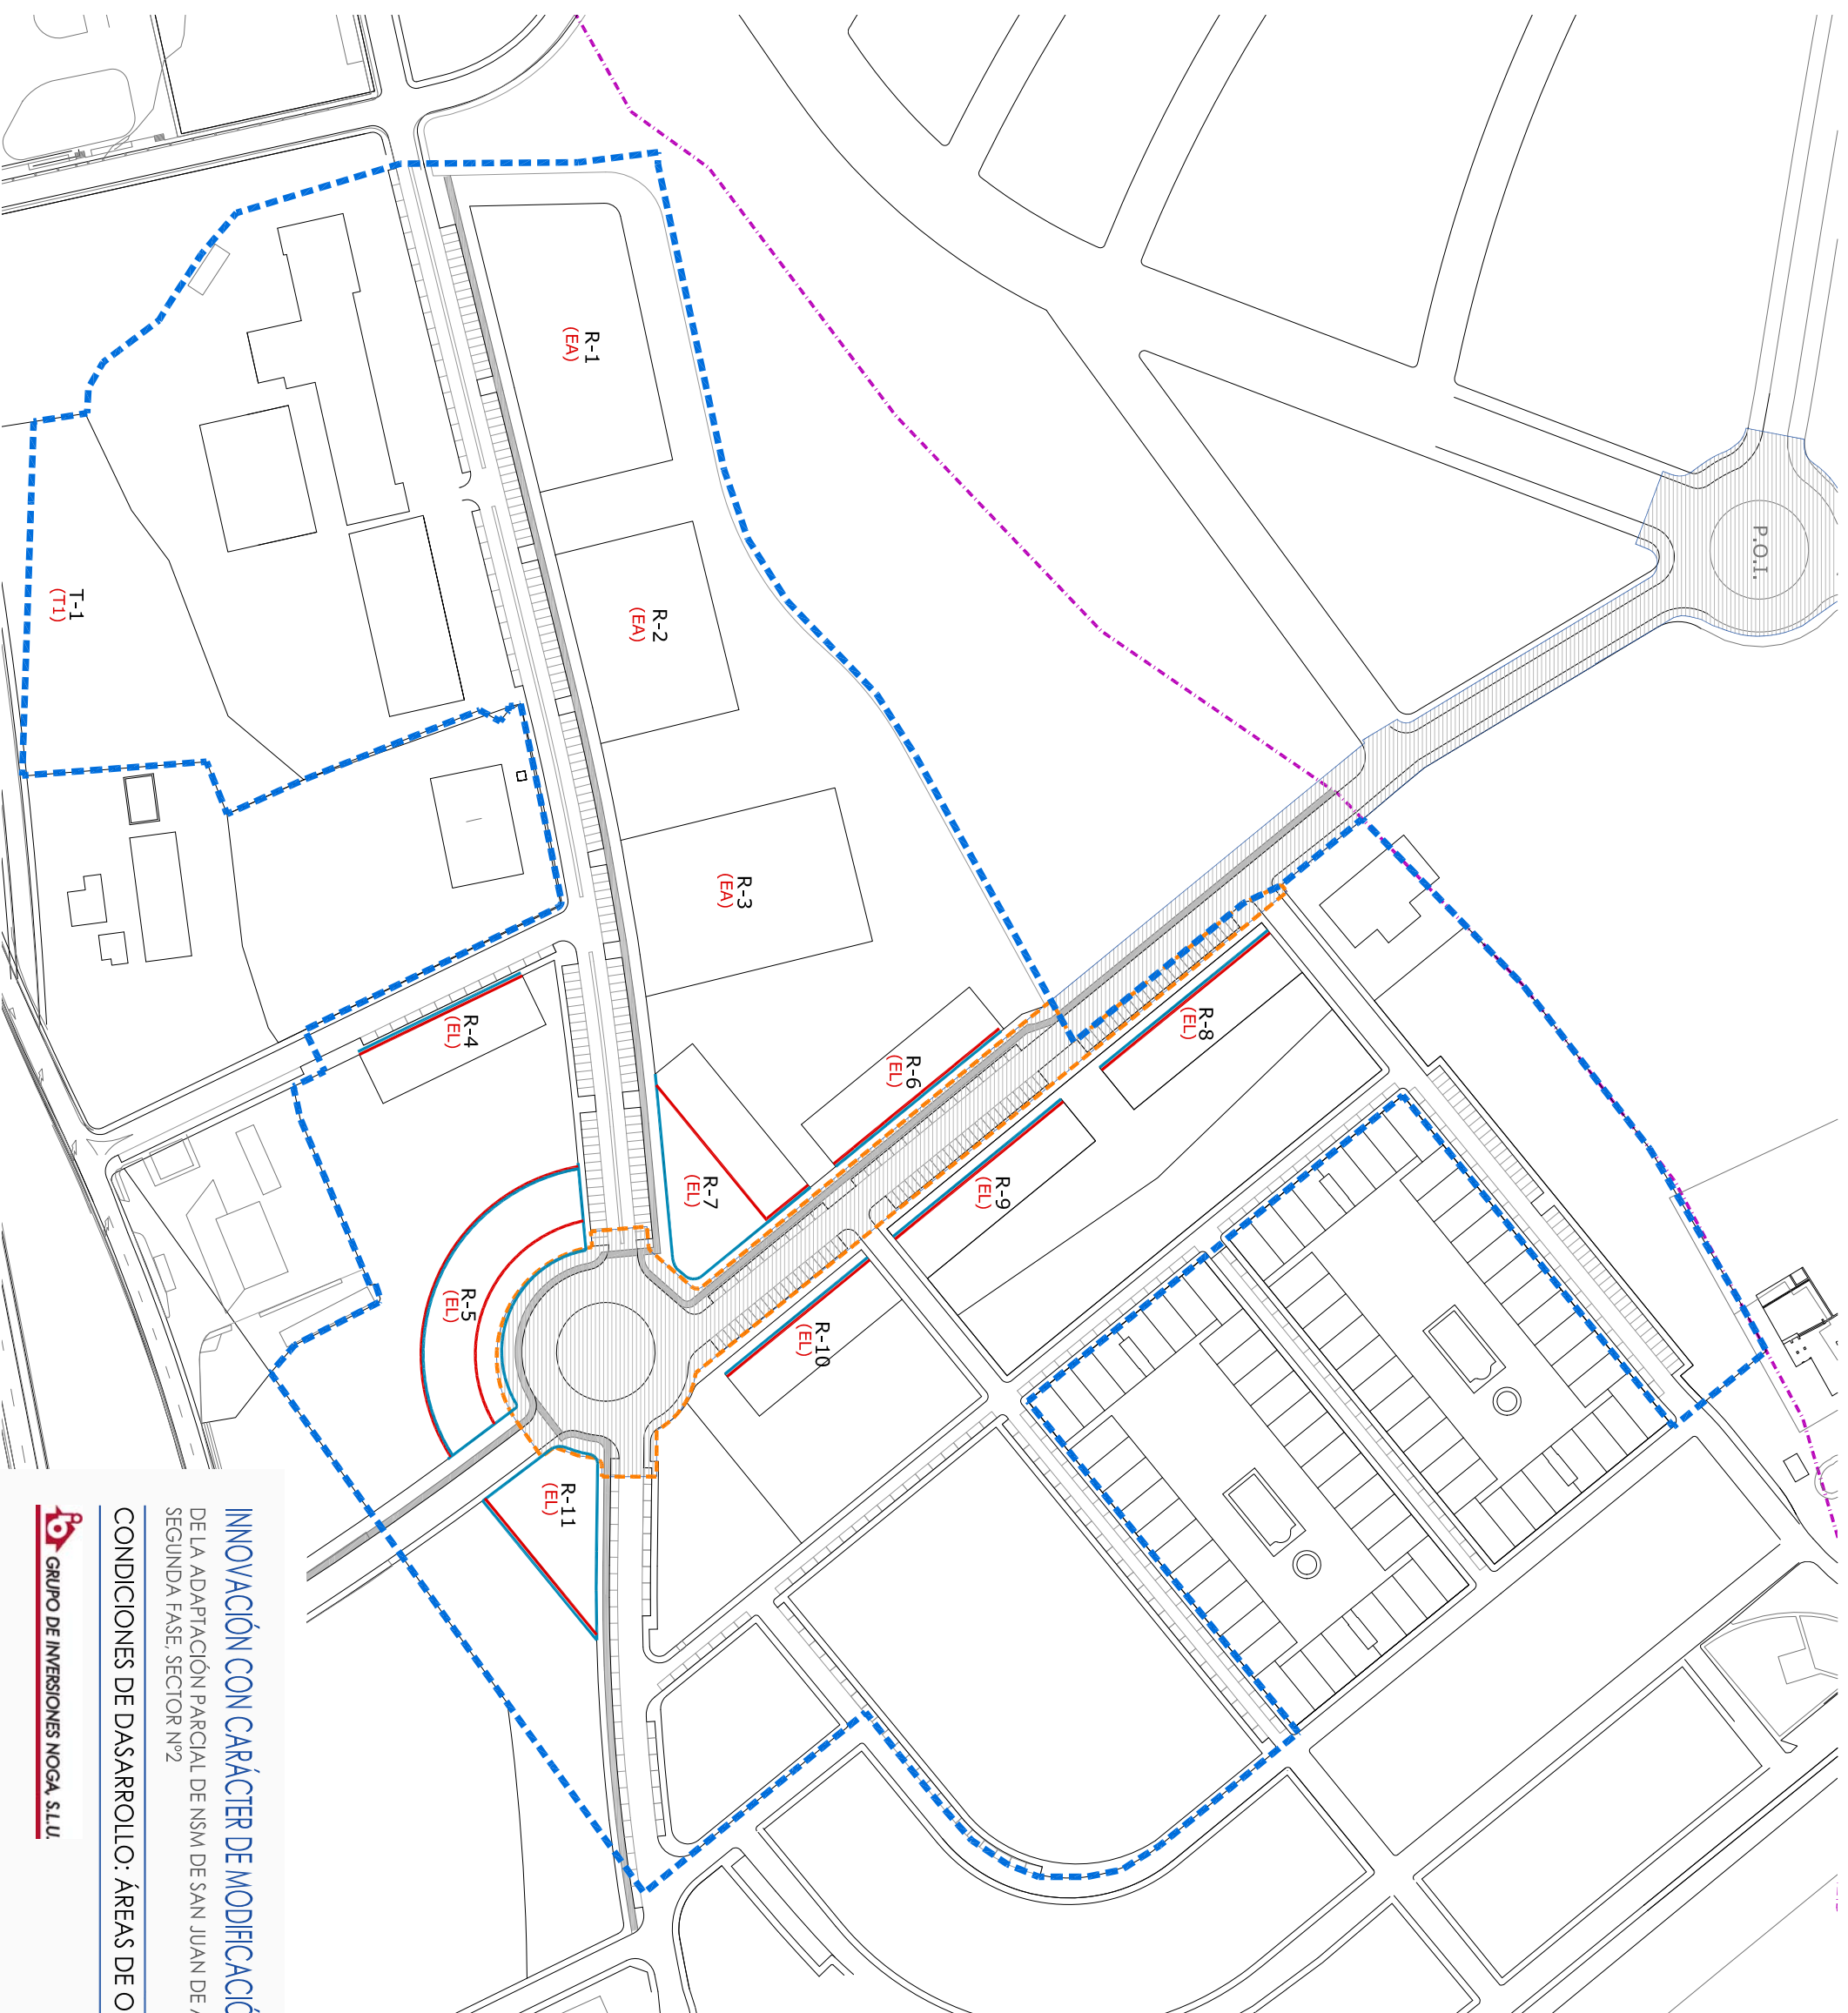 P.O.I.
R-1
(EA)
R-2
(EA)
T-1
(T1)
R-3
(EA)
R-8
(EL)
R-4
(EL)
R-6
(EL)
R-7
(EL)
R-9
(EL)
R-5
(EL)
R-10
(EL)
R-11
(EL)
INNOVACIÓN CON CARÁCTER DE MODIFICACIÓ
DE LA ADAPTACIÓN PARCIAL DE NSM DE SAN JUAN DE A
SEGUNDA FASE, SECTOR Nº2
CONDICIONES DE DASARROLLO: ÁREAS DE O
GRUPO DE INVERSIONES NOGA, S.L.U.